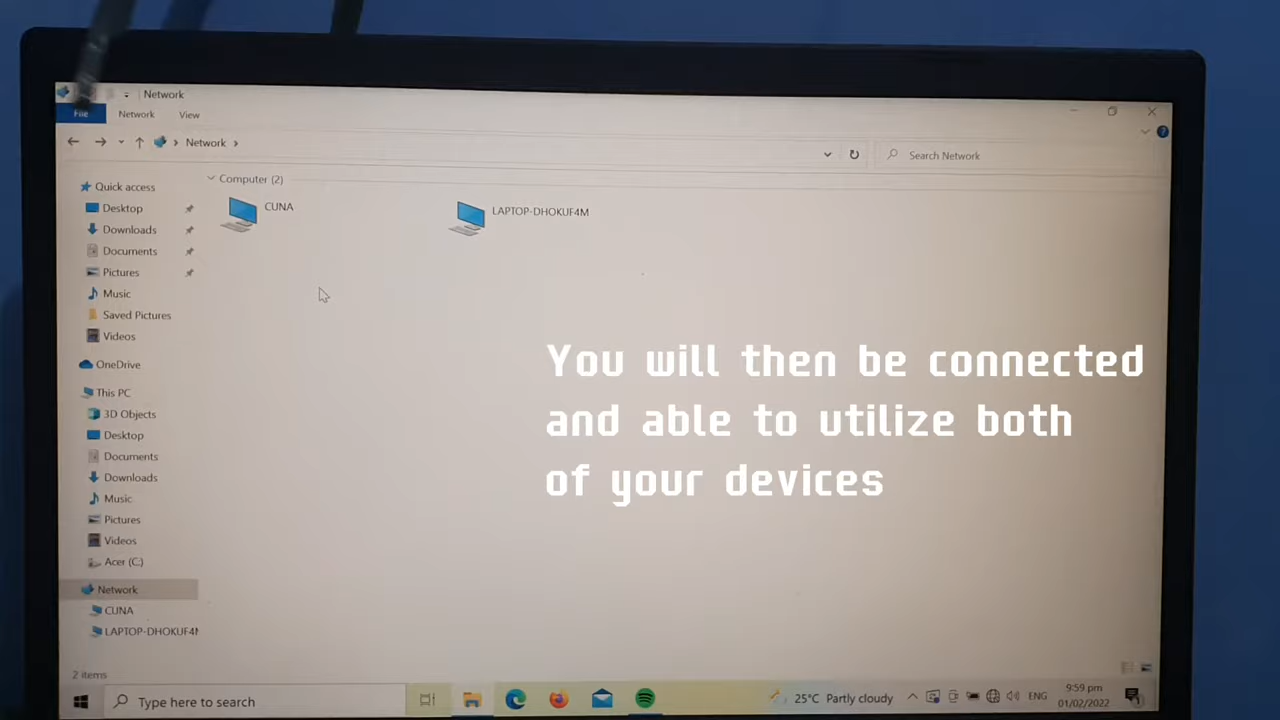 Network
File
Network
View
Network
Search Network
Computer (2)
CUNA
LAPTOP-DHOKUF4M
Quick access
Desktop
Downloads
Documents
Pictures
Music
Saved Pictures
Videos
OneDrive
This PC
3D Objects
Desktop
Documents
Downloads
Music
Pictures
Videos
Acer (C:)
Network
CUNA
LAPTOP-DHOKUF4M
You will then be connected
and able to utilize both
of your devices
2 items
Type here to search
25°C Partly cloudy
ENG
9:59 pm
01/02/2022